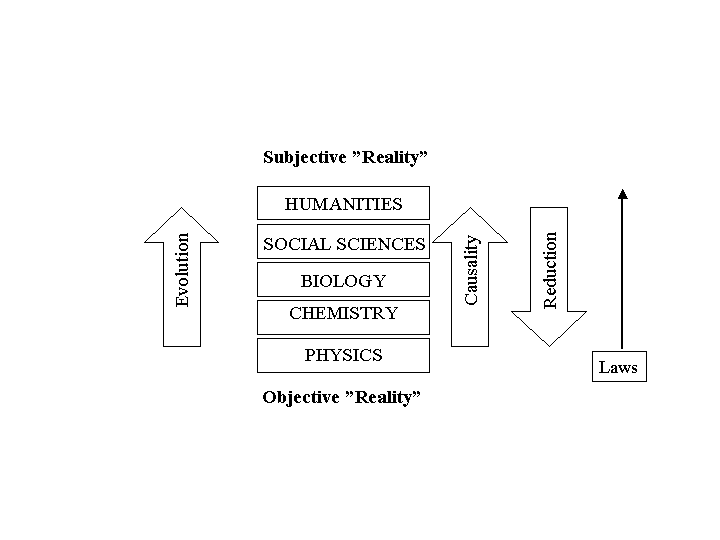 Subjective ”Reality”
HUMANITIES
SOCIAL SCIENCES
BIOLOGY
CHEMISTRY
PHYSICS
Objective ”Reality”
Evolution
Causality
Reduction
Laws